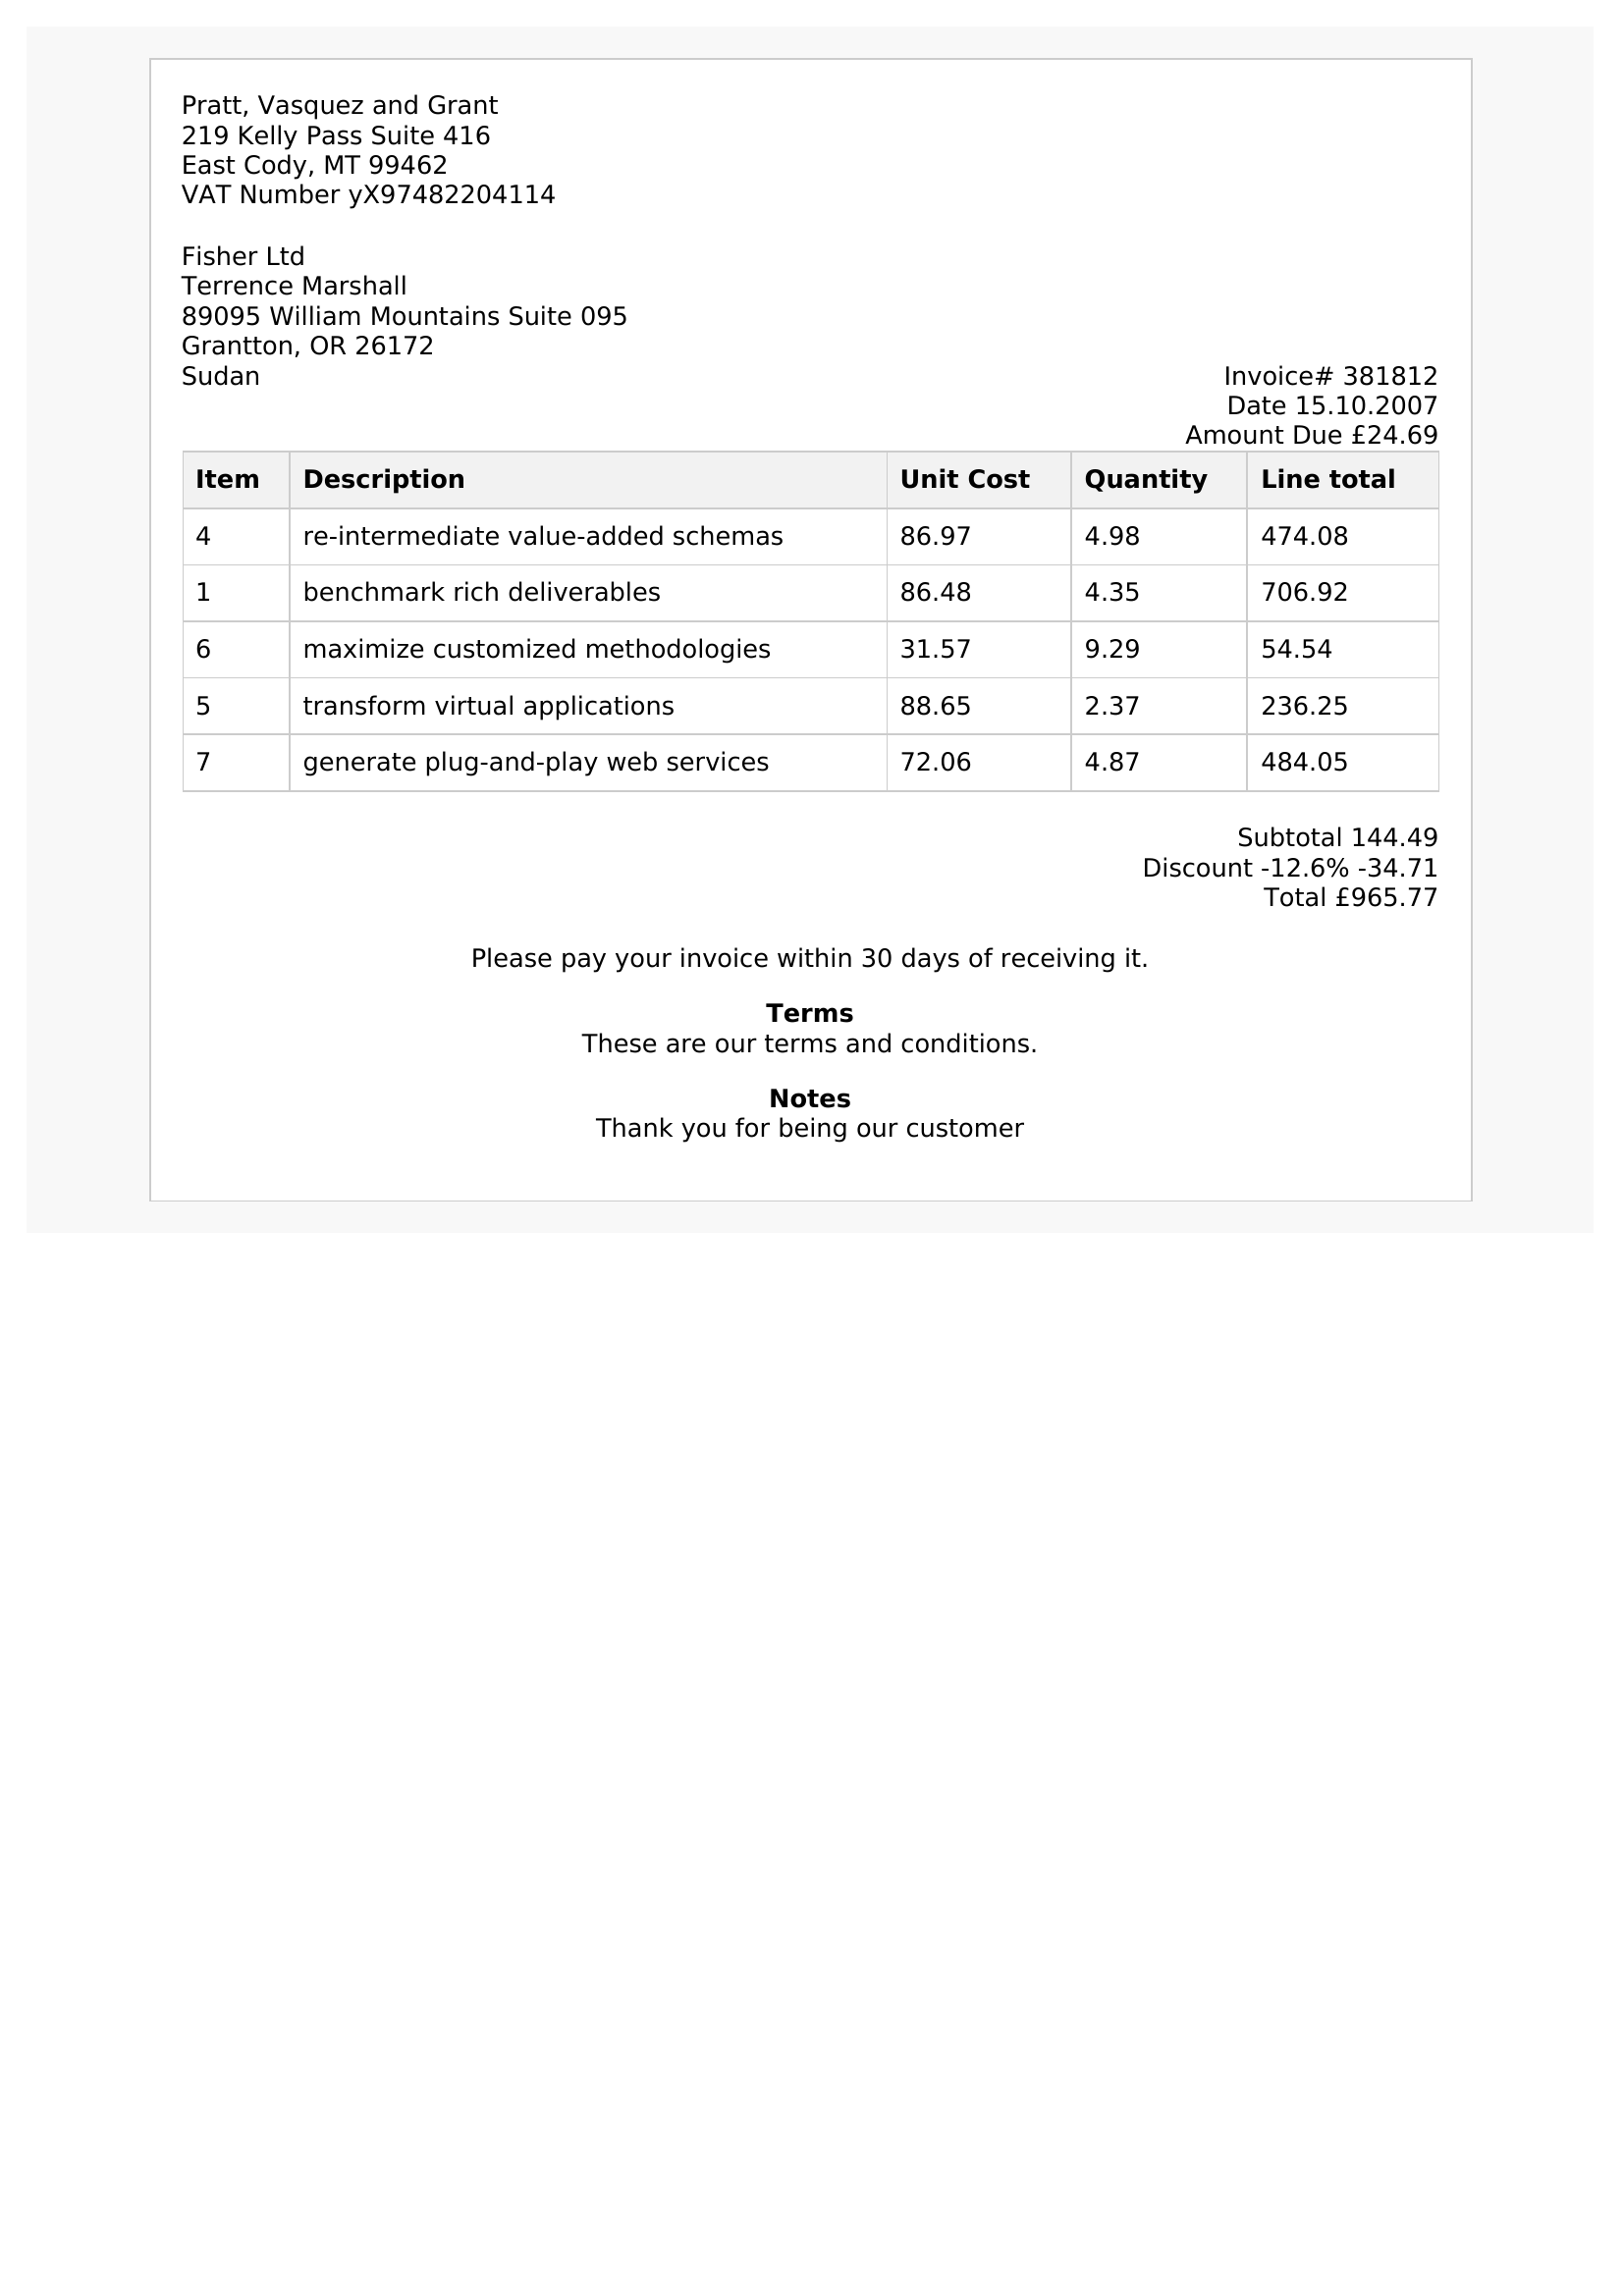 Pratt, Vasquez and Grant
219 Kelly Pass Suite 416
East Cody, MT 99462
VAT Number yX97482204114
Fisher Ltd
Terrence Marshall
89095 William Mountains Suite 095
Grantton, OR 26172
Sudan
Invoice# 381812
Date 15.10.2007
Amount Due £24.69
Item Description Unit Cost Quantity Line total
4 re-intermediate value-added schemas 86.97 4.98 474.08
1 benchmark rich deliverables 86.48 4.35 706.92
6 maximize customized methodologies 31.57 9.29 54.54
5 transform virtual applications 88.65 2.37 236.25
7 generate plug-and-play web services 72.06 4.87 484.05
Subtotal 144.49
Discount -12.6% -34.71
Total £965.77
Please pay your invoice within 30 days of receiving it.
Terms
These are our terms and conditions.
Notes
Thank you for being our customer